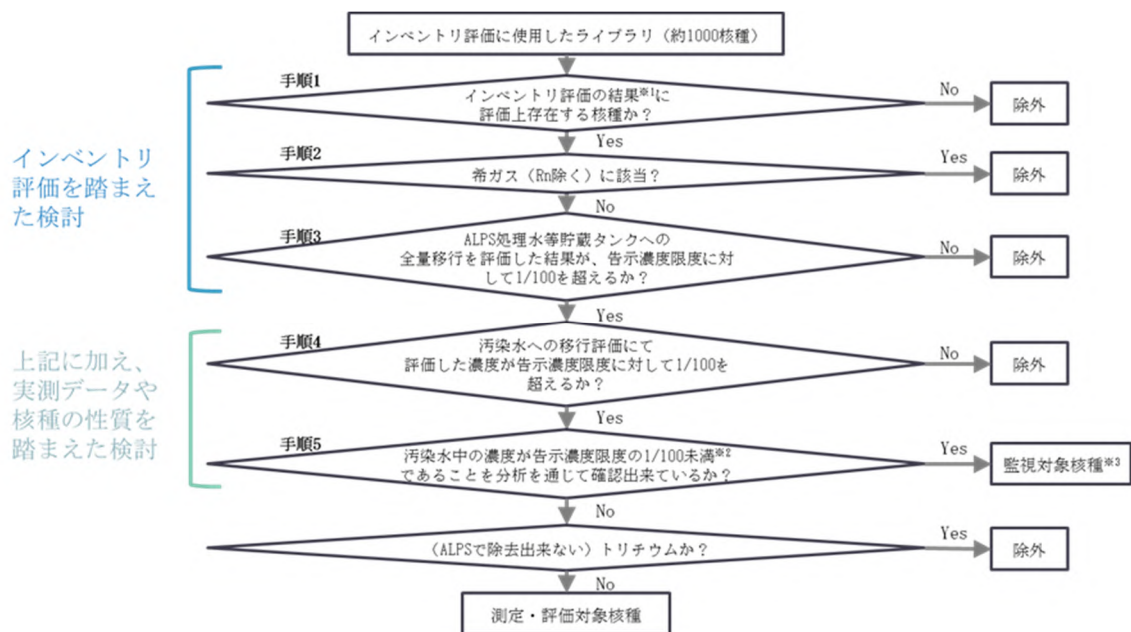 インベントリ評価に使用したライブラリ（約1000核種）
手順1
インベントリ評価の結果※1に
評価上存在する核種か？
No
除外
Yes
インベントリ
評価を踏まえ
た検討
手順2
希ガス（Rn除く）に該当？
Yes
除外
No
手順3
ALPS処理水等貯蔵タンクへの
全量移行を評価した結果が、告示濃度限度に対
して1/100を超えるか？
No
除外
Yes
上記に加え、
実測データや
核種の性質を
踏まえた検討
手順4
汚染水への移行評価にて
評価した濃度が告示濃度限度に対して1/100を
超えるか？
No
除外
Yes
手順5
汚染水中の濃度が告示濃度限度の1/100未満※2
であることを分析を通じて確認出来ているか？
Yes
監視対象核種※3
No
（ALPSで除去出来ない）トリチウムか？
Yes
除外
No
測定・評価対象核種